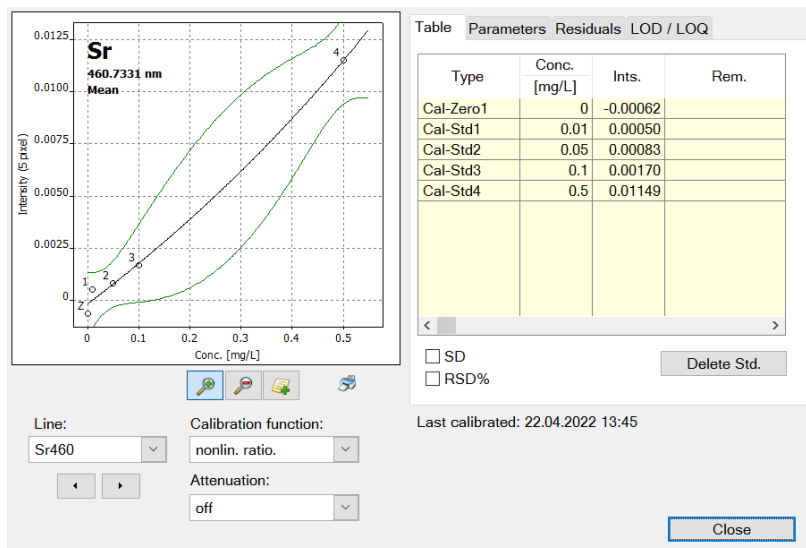 Sr
460.7331 nm
Mean
0.0125
0.0100
0.0075
0.0050
0.0025
0
Intensity (5 pixel)
Z
1
2
3
4
0 0.1 0.2 0.3 0.4 0.5
Conc. [mg/L]
Line:
Sr460
Calibration function:
nonlin. ratio.
Attenuation:
off
Table Parameters Residuals LOD / LOQ
Type Conc. [mg/L] Ints. Rem.
Cal-Zero1 0 -0.00062
Cal-Std1 0.01 0.00050
Cal-Std2 0.05 0.00083
Cal-Std3 0.1 0.00170
Cal-Std4 0.5 0.01149
SD
RSD%
Delete Std.
Last calibrated: 22.04.2022 13:45
Close